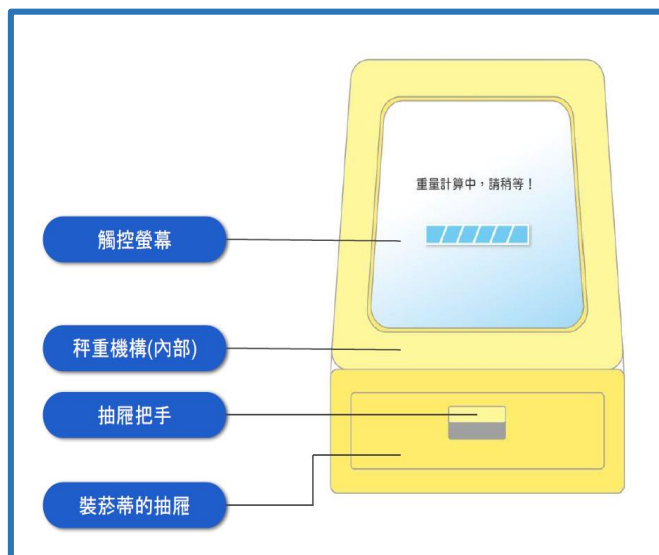 重量計算中，請稍等！
觸控螢幕
秤重機構(內部)
抽屜把手
裝菸蒂的抽屜